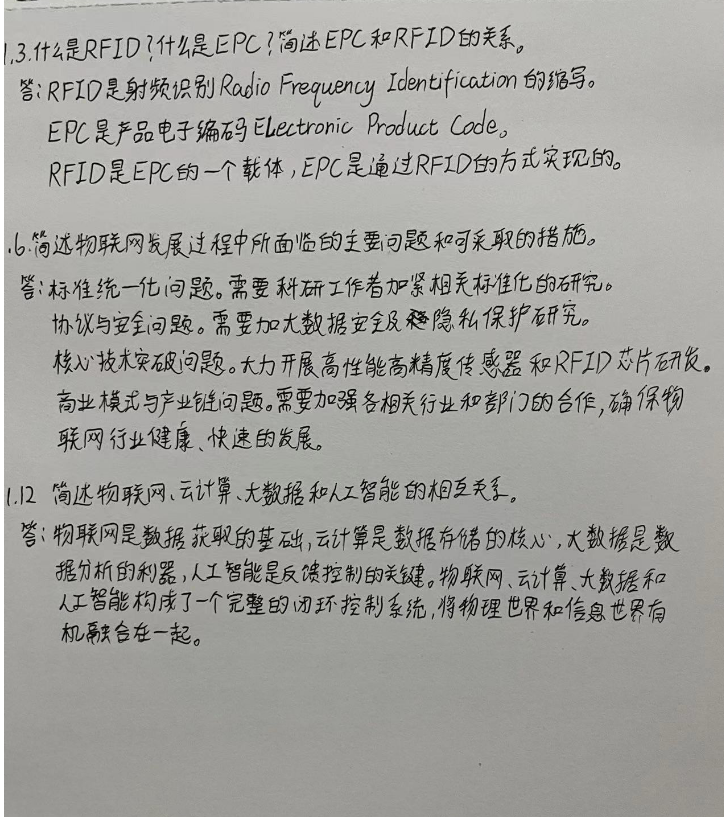 1.3.什么是RFID?什么是EPC?简述EPC和RFID的关系。
答:RFID是射频识别Radio Frequency Identification的缩写。
EPC是产品电子编码ELectronic Product Code。
RFID是EPC的一个载体,EPC是通过RFID的方式实现的。
.6.简述物联网发展过程中所面临的主要问题和可采取的措施。
答:标准统一化问题。需要科研工作者加紧相关标准化的研究。
协议与安全问题。需要加大数据安全及隐私保护研究。
核心技术突破问题。大力开展高性能高精度传感器和RFID芯片研发。
商业模式与产业链问题。需要加强各相关行业和部门的合作,确保物
联网行业健康、快速的发展。
1.12 简述物联网、云计算、大数据和人工智能的相互关系。
答:物联网是数据获取的基础,云计算是数据存储的核心,大数据是数
据分析的利器,人工智能是反馈控制的关键。物联网、云计算、大数据和
人工智能构成了一个完整的闭环控制系统,将物理世界和信息世界有
机融合在一起。